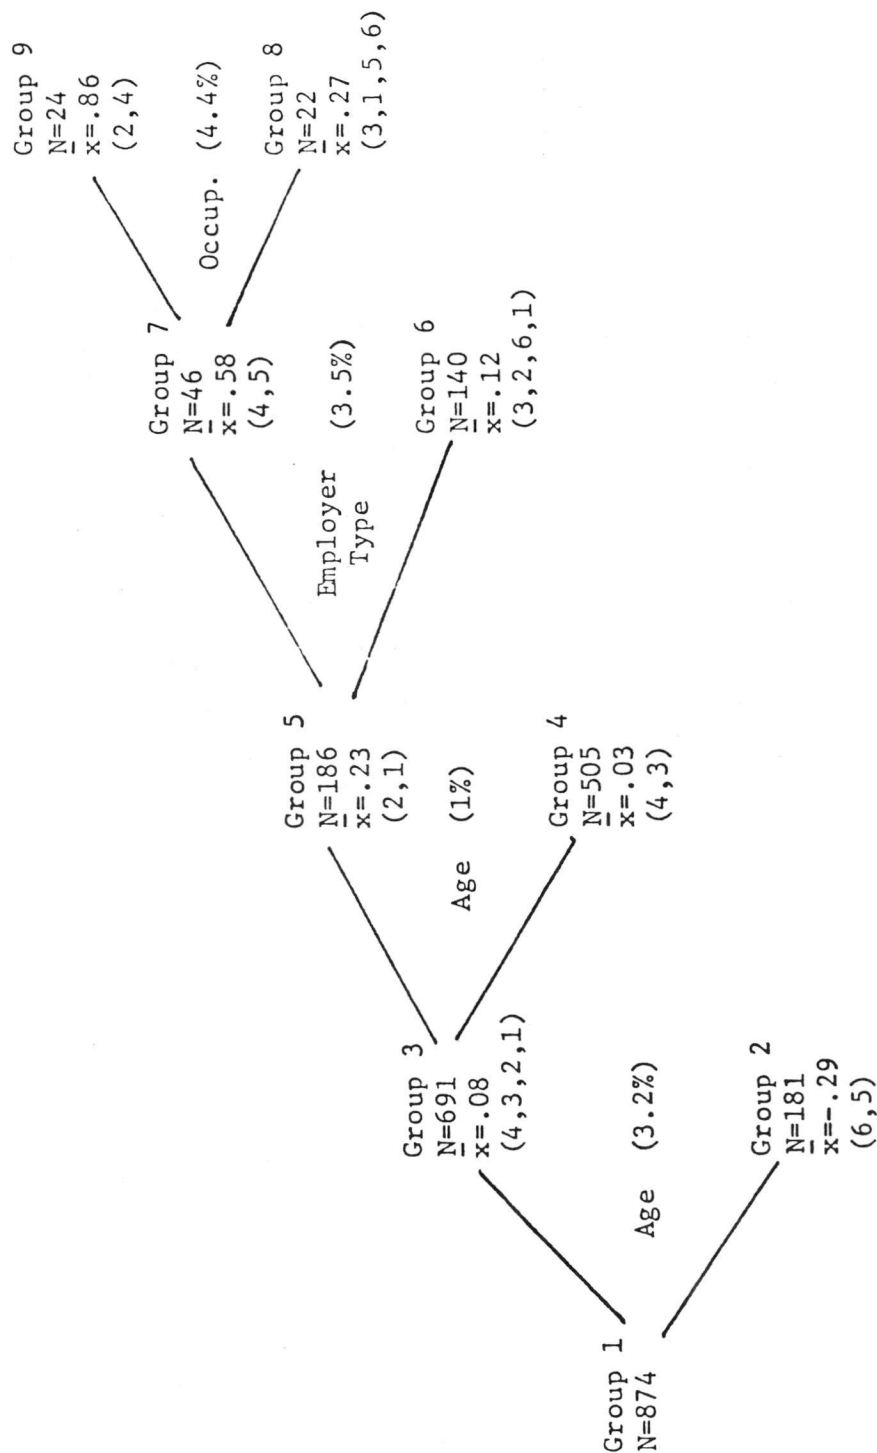 Group 1
N=874
Age (3.2%)
Group 3
N=691
x=.08
(4,3,2,1)
Group 2
N=181
x=-.29
(6,5)
Age (1%)
Group 5
N=186
x=.23
(2,1)
Group 4
N=505
x=.03
(4,3)
Employer
Type
(3.5%)
Group 7
N=46
x=.58
(4,5)
Group 6
N=140
x=.12
(3,2,6,1)
Occup. (4.4%)
Group 9
N=24
x=.86
(2,4)
Group 8
N=22
x=.27
(3,1,5,6)